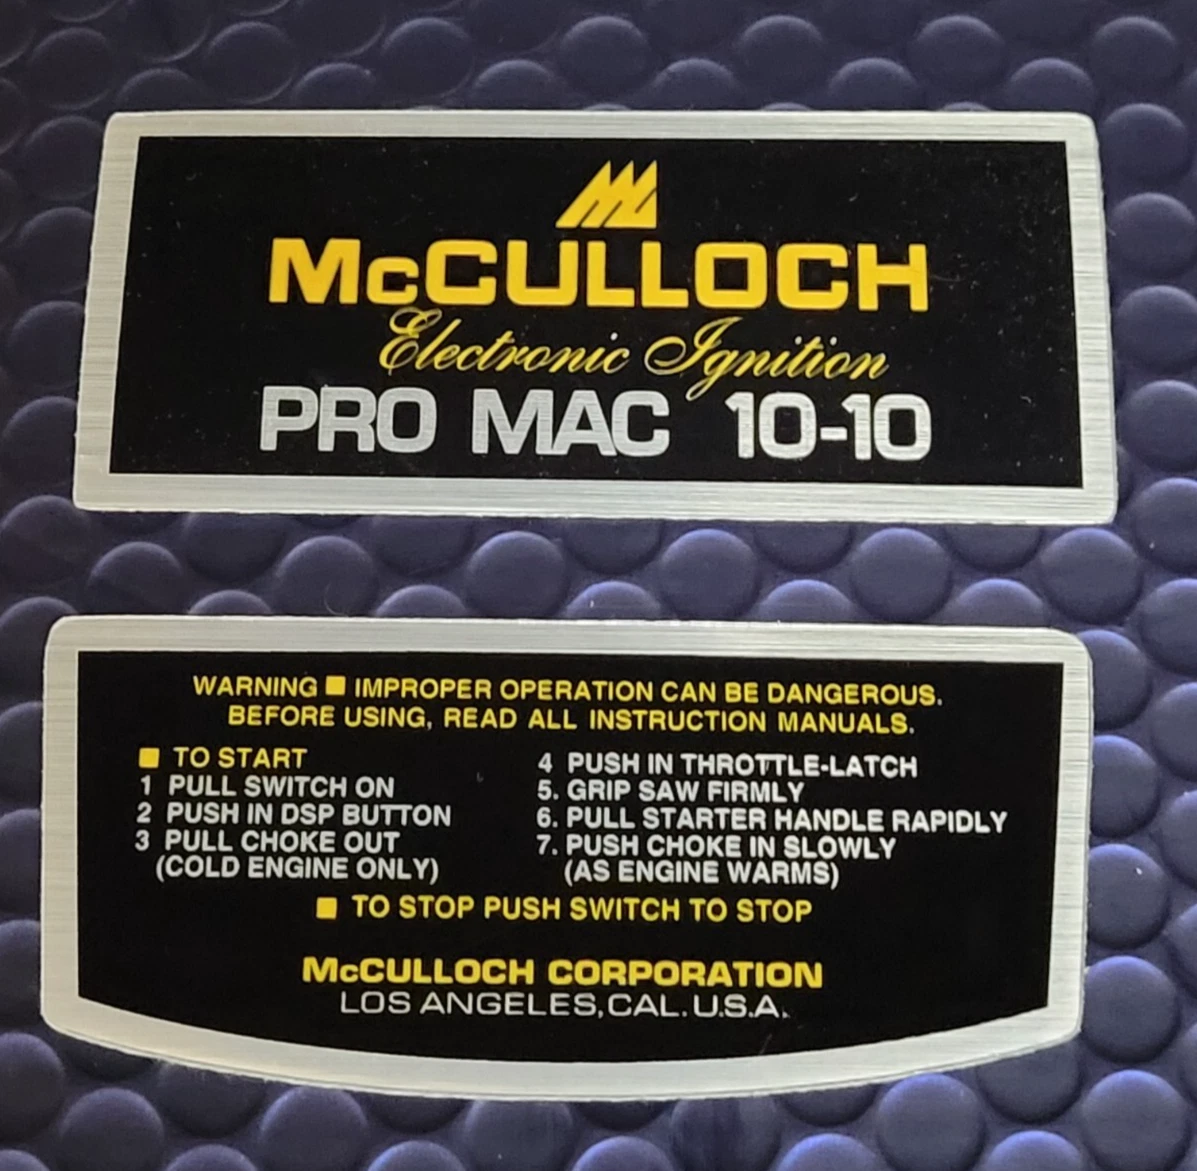 McCULLOCH
Electronic Ignition
PRO MAC 10-10
WARNING ■ IMPROPER OPERATION CAN BE DANGEROUS.
BEFORE USING, READ ALL INSTRUCTION MANUALS.
■ TO START
1 PULL SWITCH ON
2 PUSH IN DSP BUTTON
3 PULL CHOKE OUT
(COLD ENGINE ONLY)
4 PUSH IN THROTTLE-LATCH
5. GRIP SAW FIRMLY
6. PULL STARTER HANDLE RAPIDLY
7. PUSH CHOKE IN SLOWLY
(AS ENGINE WARMS)
■ TO STOP PUSH SWITCH TO STOP
McCULLOCH CORPORATION
LOS ANGELES, CAL. U.S.A.